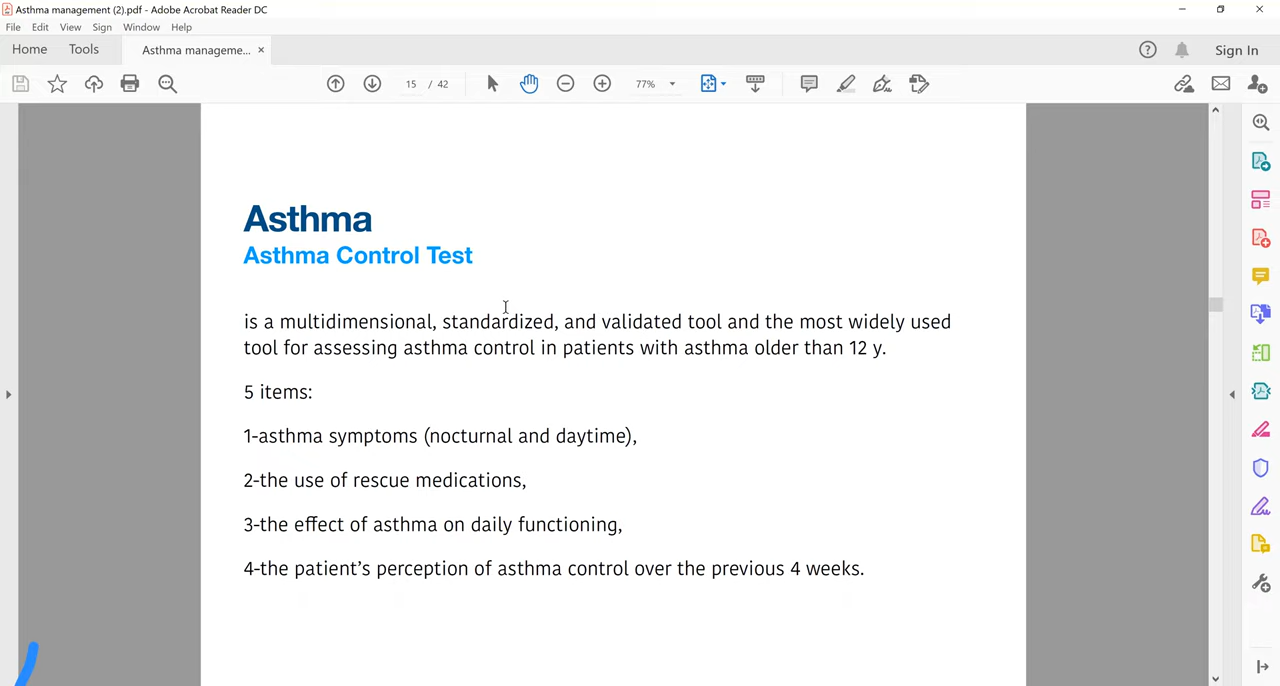 Asthma management (2).pdf - Adobe Acrobat Reader DC
File Edit View Sign Window Help
Home Tools Asthma manageme... × Sign In
15 / 42 77%
Asthma
Asthma Control Test
is a multidimensional, standardized, and validated tool and the most widely used
tool for assessing asthma control in patients with asthma older than 12 y.
5 items:
1-asthma symptoms (nocturnal and daytime),
2-the use of rescue medications,
3-the effect of asthma on daily functioning,
4-the patient’s perception of asthma control over the previous 4 weeks.